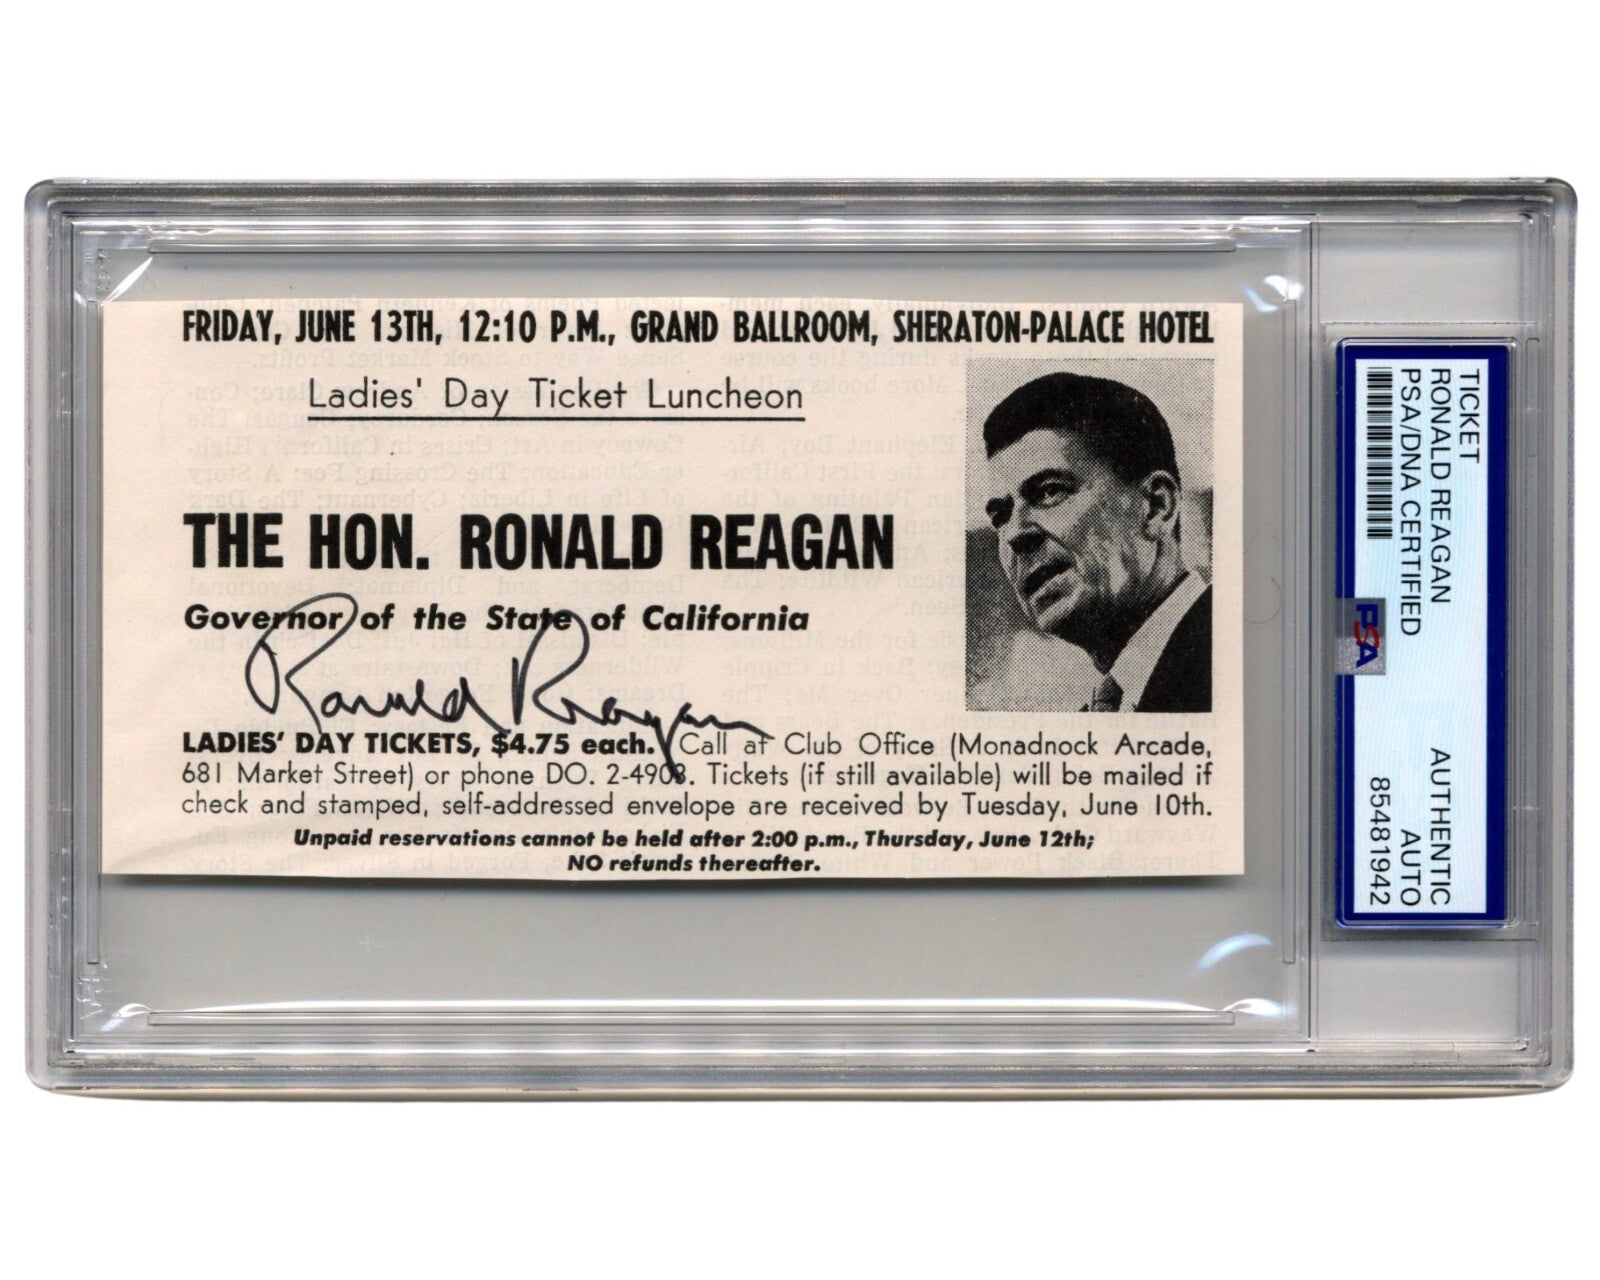 FRIDAY, JUNE 13TH, 12:10 P.M., GRAND BALLROOM, SHERATON-PALACE HOTEL
Ladies' Day Ticket Luncheon
THE HON. RONALD REAGAN
Governor of the State of California
Ronald Reagan
LADIES' DAY TICKETS, $4.75 each. Call at Club Office (Monadnock Arcade,
681 Market Street) or phone DO. 2-4903. Tickets (if still available) will be mailed if
check and stamped, self-addressed envelope are received by Tuesday, June 10th.
Unpaid reservations cannot be held after 2:00 p.m., Thursday, June 12th;
NO refunds thereafter.
TICKET
RONALD REAGAN AUTHENTIC
PSA/DNA CERTIFIED AUTO
85481942
PSA